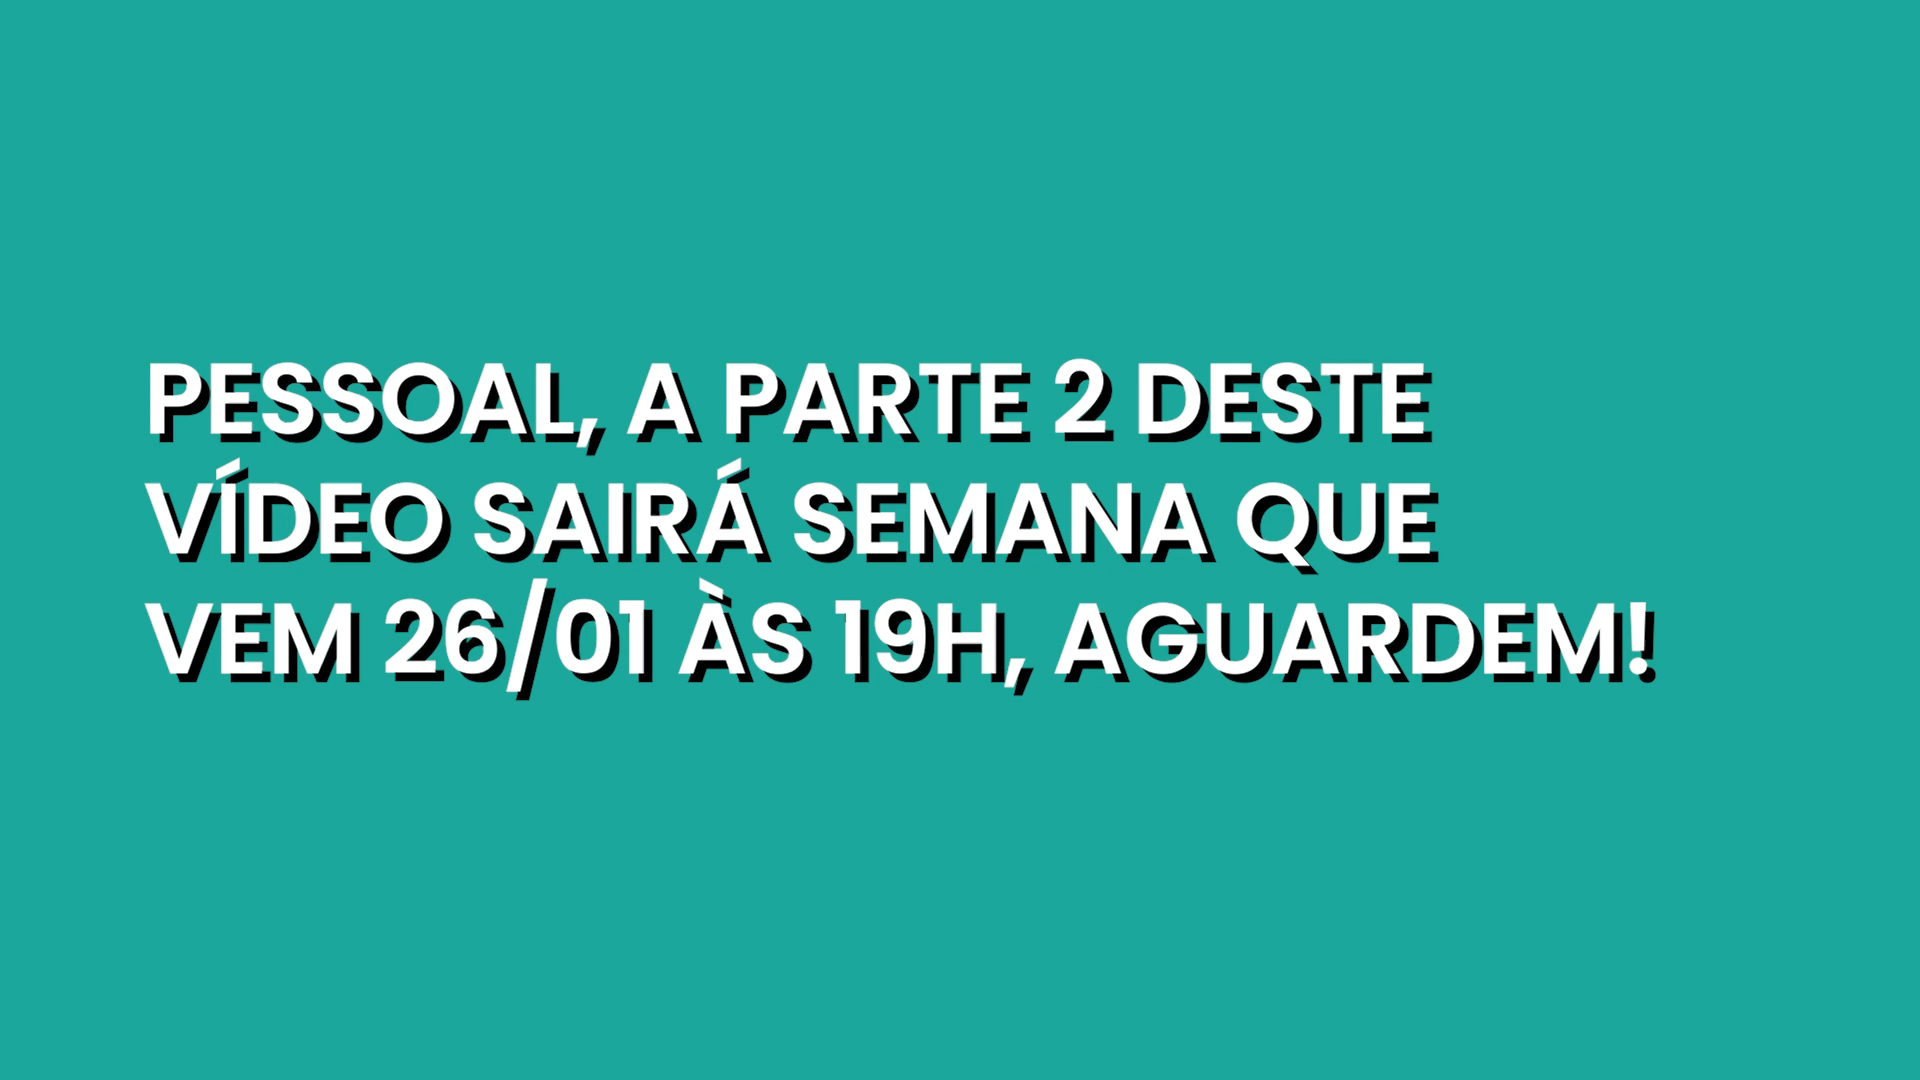 PESSOAL, A PARTE 2 DESTE
VÍDEO SAIRÁ SEMANA QUE
VEM 26/01 ÀS 19H, AGUARDEM!